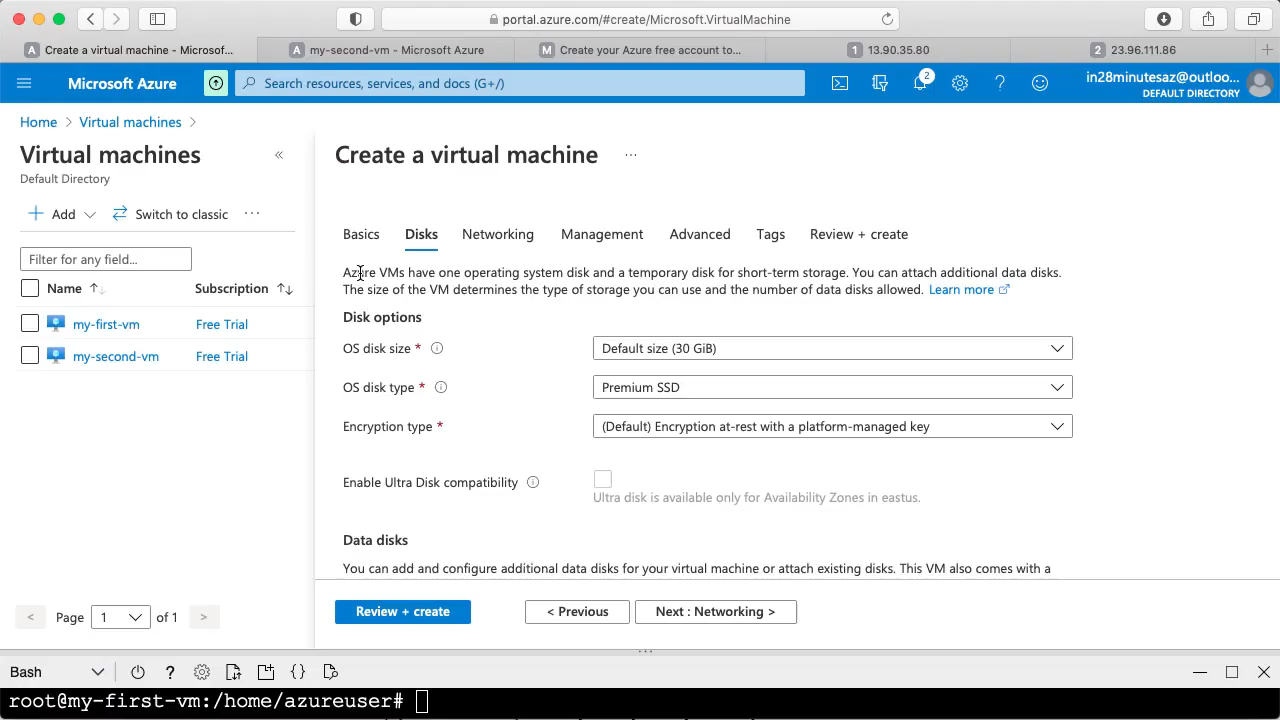 portal.azure.com/#create/Microsoft.VirtualMachine
A Create a virtual machine - Microsof...
A my-second-vm - Microsoft Azure
M Create your Azure free account to...
1 13.90.35.80
2 23.96.111.86
Microsoft Azure
Search resources, services, and docs (G+/)
2
in28minutesaz@outloo...
DEFAULT DIRECTORY
Home > Virtual machines >
Virtual machines
Default Directory
+ Add
Switch to classic
...
Filter for any field...
Name
Subscription
my-first-vm Free Trial
my-second-vm Free Trial
< Page 1 of 1 >
Create a virtual machine ...
Basics Disks Networking Management Advanced Tags Review + create
Azure VMs have one operating system disk and a temporary disk for short-term storage. You can attach additional data disks.
The size of the VM determines the type of storage you can use and the number of data disks allowed. Learn more
Disk options
OS disk size * Default size (30 GiB)
OS disk type * Premium SSD
Encryption type * (Default) Encryption at-rest with a platform-managed key
Enable Ultra Disk compatibility
Ultra disk is available only for Availability Zones in eastus.
Data disks
You can add and configure additional data disks for your virtual machine or attach existing disks. This VM also comes with a
Review + create
< Previous
Next : Networking >
Bash
root@my-first-vm:/home/azureuser#